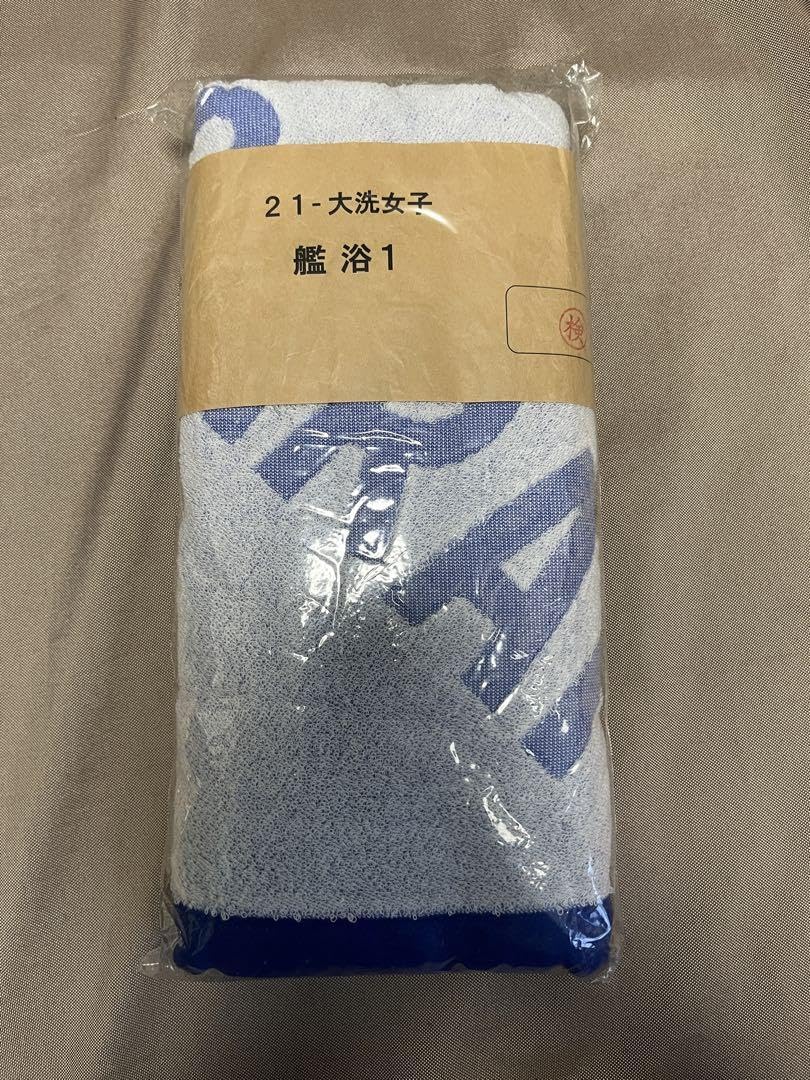 21-大洗女子
艦 浴1
検